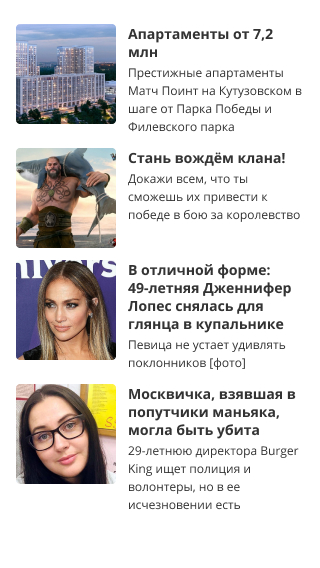 Апартаменты от 7,2
млн
Престижные апартаменты
Матч Поинт на Кутузовском в
шаге от Парка Победы и
Филевского парка
Стань вождём клана!
Докажи всем, что ты
сможешь их привести к
победе в бою за королевство
В отличной форме:
49-летняя Дженнифер
Лопес снялась для
глянца в купальнике
Певица не устает удивлять
поклонников [фото]
Москвичка, взявшая в
попутчики маньяка,
могла быть убита
29-летнюю директора Burger
King ищет полиция и
волонтеры, но в ее
исчезновении есть